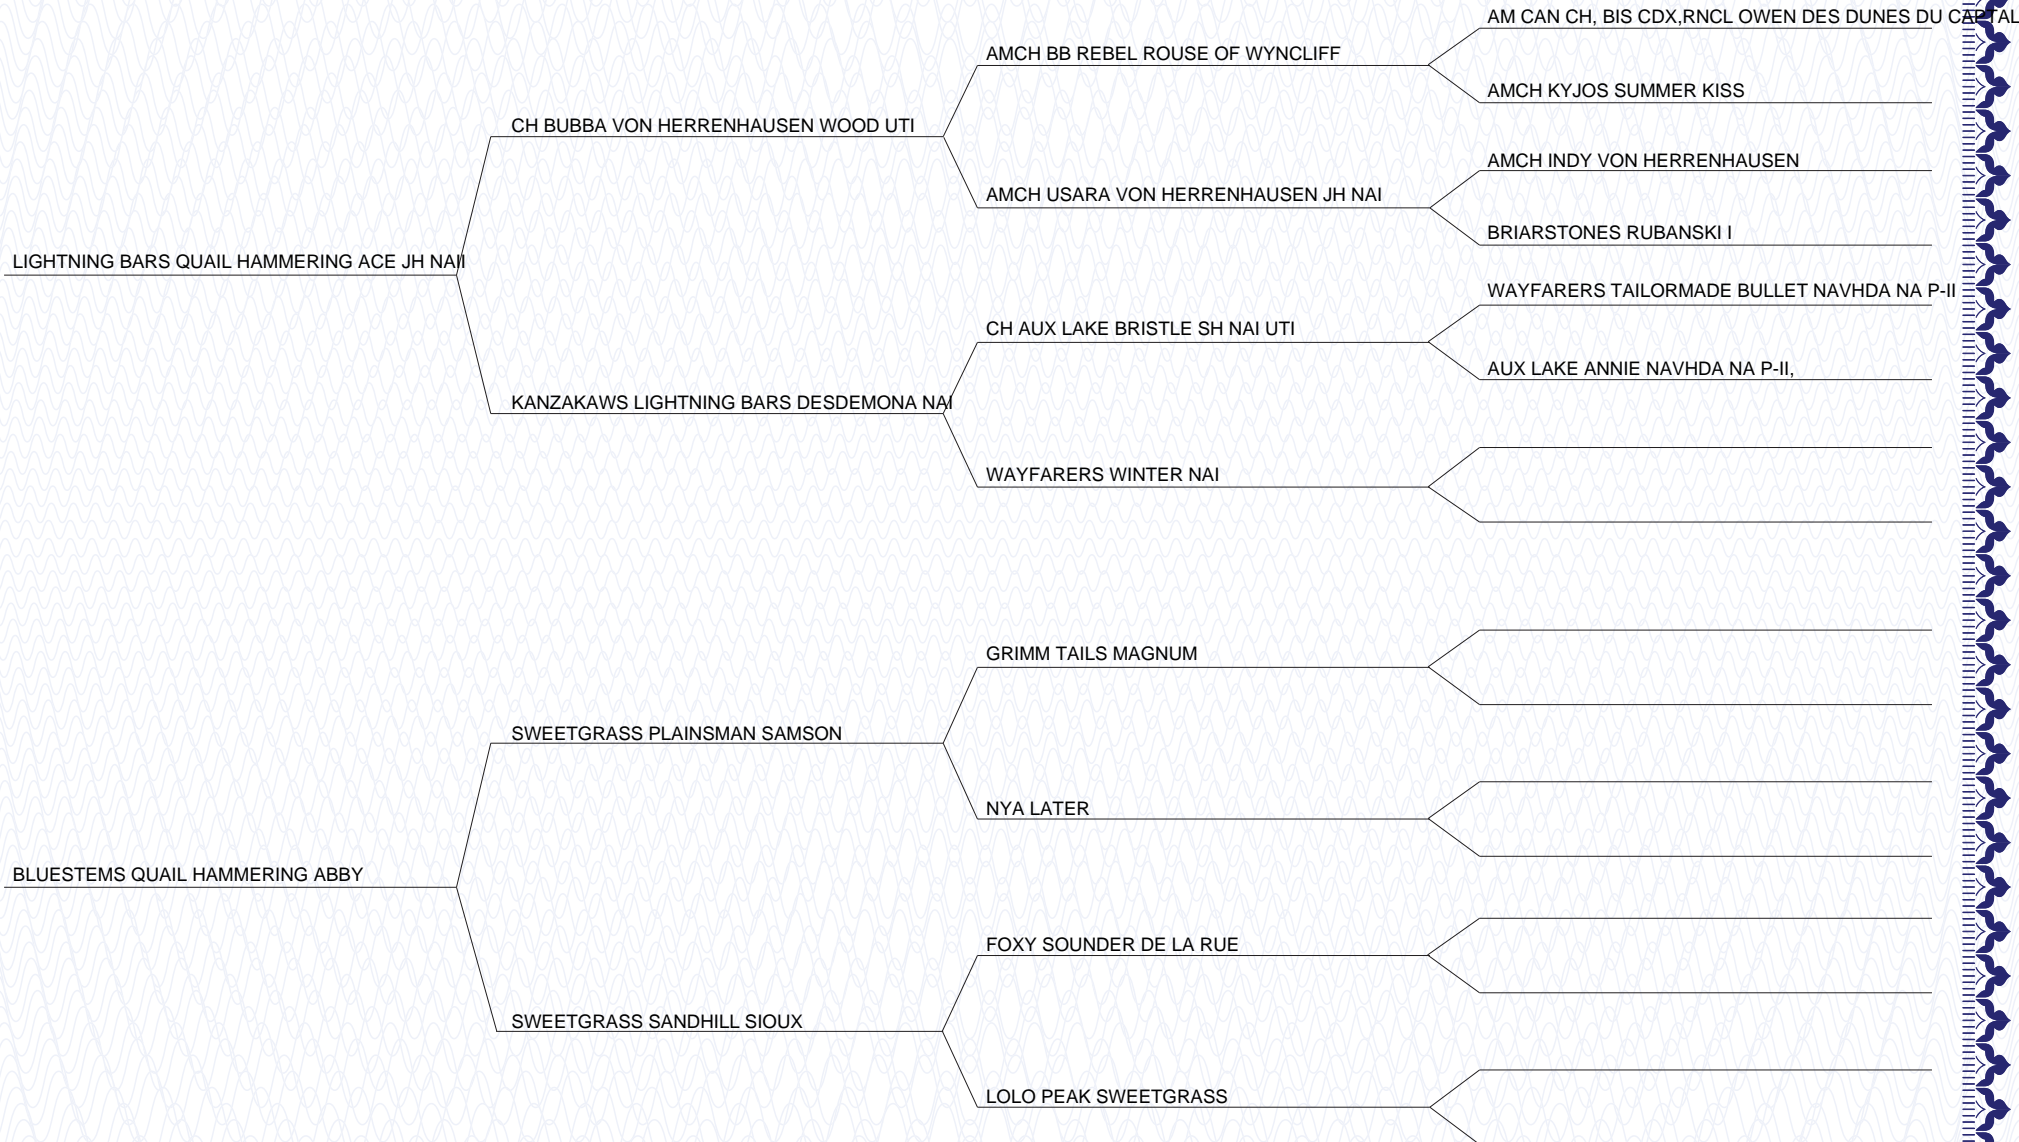 AM CAN CH, BIS CDX,RNCL OWEN DES DUNES DU CAPTAL
AMCH BB REBEL ROUSE OF WYNCLIFF
AMCH KYJOS SUMMER KISS
CH BUBBA VON HERRENHAUSEN WOOD UTI
AMCH INDY VON HERRENHAUSEN
AMCH USARA VON HERRENHAUSEN JH NAI
BRIARSTONES RUBANSKI I
LIGHTNING BARS QUAIL HAMMERING ACE JH NAII
WAYFARERS TAILORMADE BULLET NAVHDA NA P-II
CH AUX LAKE BRISTLE SH NAI UTI
AUX LAKE ANNIE NAVHDA NA P-II,
KANZAKAWS LIGHTNING BARS DESDEMONA NAI
WAYFARERS WINTER NAI
GRIMM TAILS MAGNUM
SWEETGRASS PLAINSMAN SAMSON
NYA LATER
BLUESTEMS QUAIL HAMMERING ABBY
FOXY SOUNDER DE LA RUE
SWEETGRASS SANDHILL SIOUX
LOLO PEAK SWEETGRASS